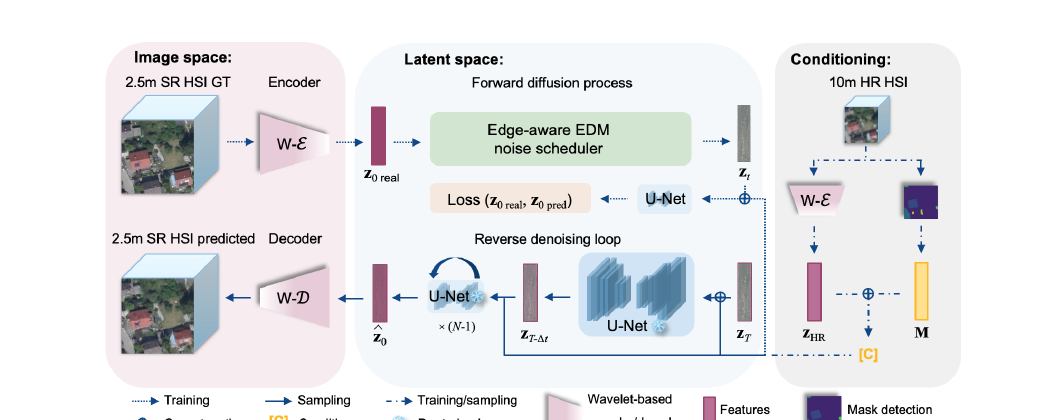 Image space:
Latent space:
Conditioning:
2.5m SR HSI GT
Encoder
Forward diffusion process
10m HR HSI
W-ℰ
z0 real
Edge-aware EDM
noise scheduler
zt
Loss (z0 real, z0 pred)
U-Net
⊕
W-ℰ
2.5m SR HSI predicted
Decoder
Reverse denoising loop
W-𝒟
ẑ0
U-Net
× (N-1)
zT-Δt
U-Net
⊕
zT
zHR
⊕
M
[C]
Training
Sampling
Training/sampling
Wavelet-based
Features
Mask detection
[C]